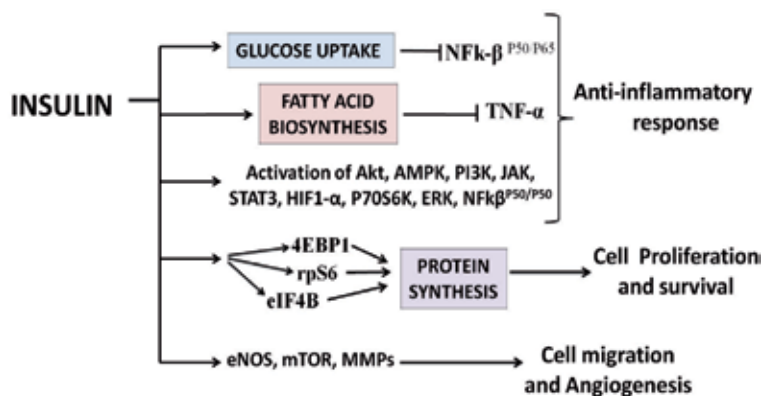 INSULIN
GLUCOSE UPTAKE
NFk-β P50/P65
FATTY ACID
BIOSYNTHESIS
TNF-α
Anti-inflammatory
response
Activation of Akt, AMPK, PI3K, JAK,
STAT3, HIF1-α, P70S6K, ERK, NFkβP50/P50
4EBP1
rpS6
eIF4B
PROTEIN
SYNTHESIS
Cell Proliferation
and survival
eNOS, mTOR, MMPs
Cell migration
and Angiogenesis